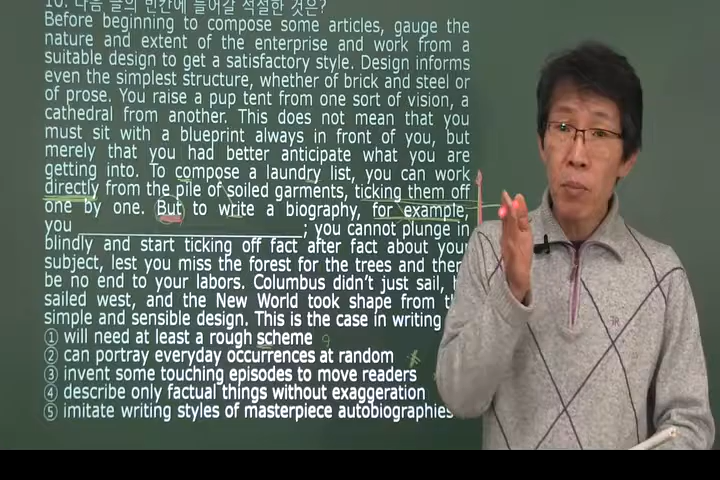 10. 다음 글의 빈칸에 들어갈 적절한 것은?
Before beginning to compose some articles, gauge the
nature and extent of the enterprise and work from a
suitable design to get a satisfactory style. Design informs
even the simplest structure, whether of brick and steel or
of prose. You raise a pup tent from one sort of vision, a
cathedral from another. This does not mean that you
must sit with a blueprint always in front of you, but
merely that you had better anticipate what you are
getting into. To compose a laundry list, you can work
directly from the pile of soiled garments, ticking them off
one by one. But to write a biography, for example,
you ; you cannot plunge in
blindly and start ticking off fact after fact about your
subject, lest you miss the forest for the trees and there
be no end to your labors. Columbus didn't just sail,
sailed west, and the New World took shape from
simple and sensible design. This is the case in writing
① will need at least a rough scheme
② can portray everyday occurrences at random
③ invent some touching episodes to move readers
④ describe only factual things without exaggeration
⑤ imitate writing styles of masterpiece autobiographies